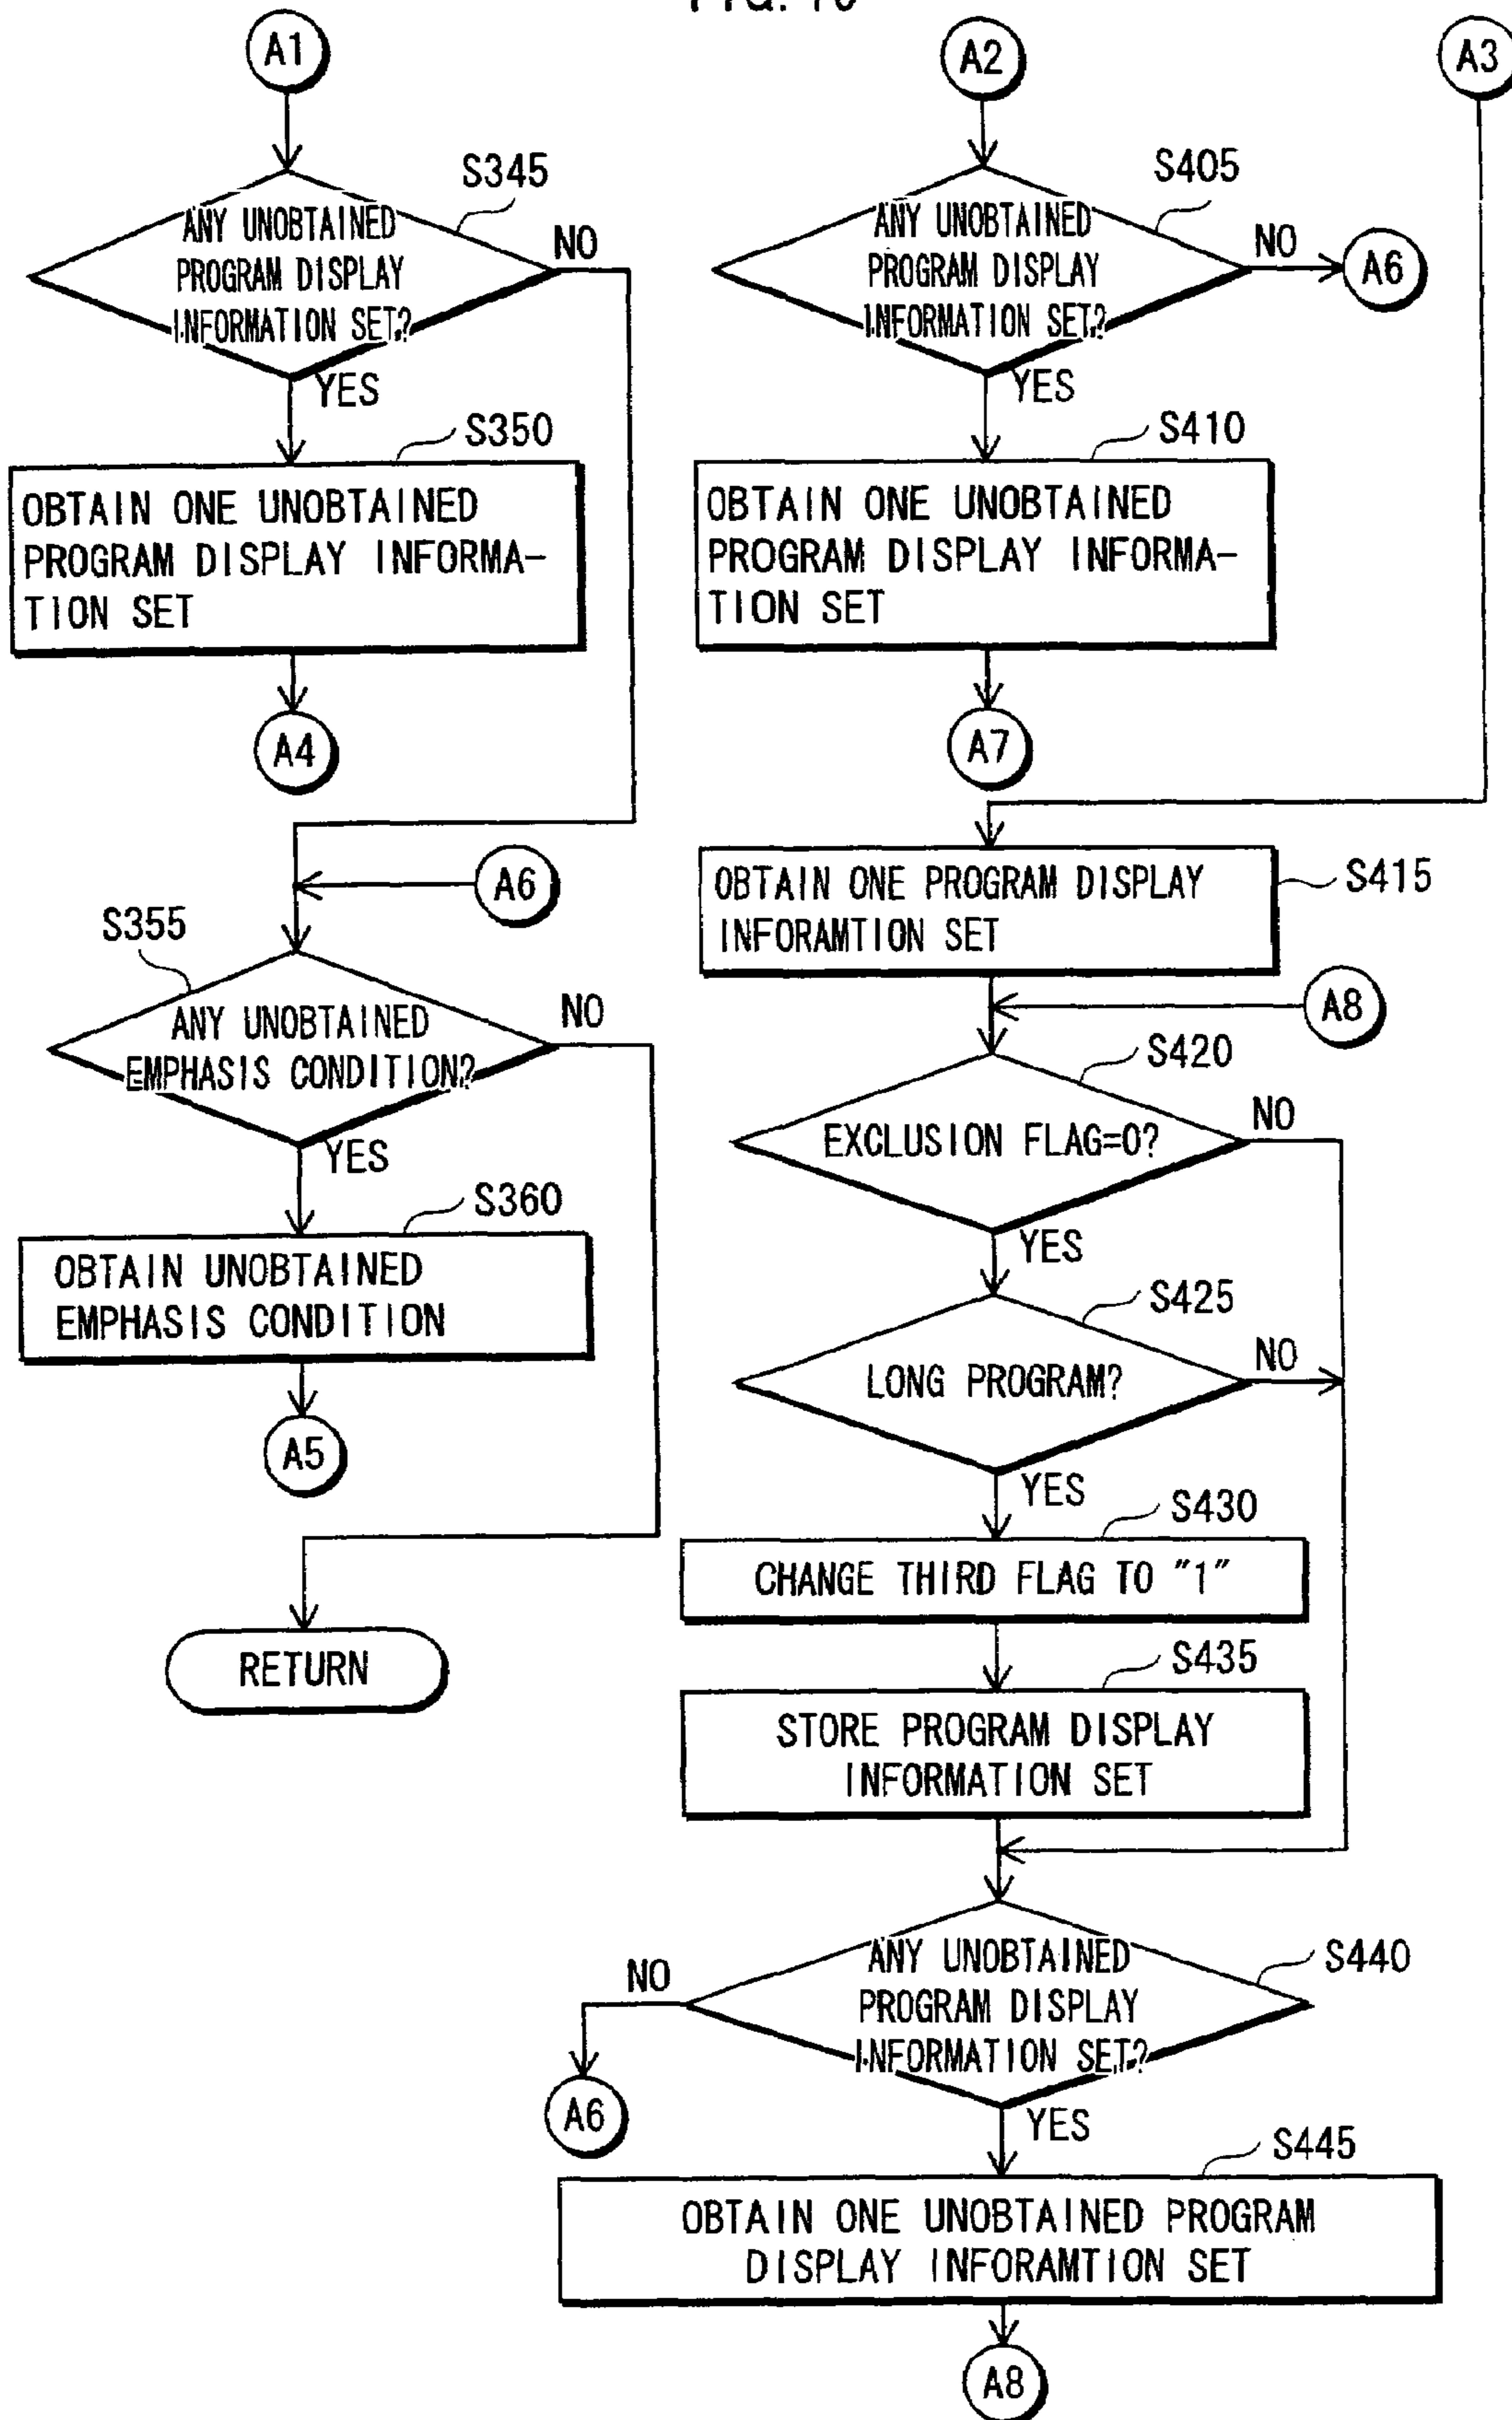 A1
S345
ANY UNOBTAINED
PROGRAM DISPLAY
INFORMATION SET?
NO
YES
S350
OBTAIN ONE UNOBTAINED
PROGRAM DISPLAY INFORMA-
TION SET
A4
A6
S355
ANY UNOBTAINED
EMPHASIS CONDITION?
NO
YES
S360
OBTAIN UNOBTAINED
EMPHASIS CONDITION
A5
RETURN
A2
S405
ANY UNOBTAINED
PROGRAM DISPLAY
INFORMATION SET?
NO
A6
YES
S410
OBTAIN ONE UNOBTAINED
PROGRAM DISPLAY INFORMA-
TION SET
A7
A3
OBTAIN ONE PROGRAM DISPLAY
INFORAMTION SET
S415
A8
S420
EXCLUSION FLAG=0?
NO
YES
S425
LONG PROGRAM?
NO
YES
S430
CHANGE THIRD FLAG TO "1"
S435
STORE PROGRAM DISPLAY
INFORMATION SET
S440
ANY UNOBTAINED
PROGRAM DISPLAY
INFORMATION SET?
NO
A6
YES
S445
OBTAIN ONE UNOBTAINED PROGRAM
DISPLAY INFORAMTION SET
A8